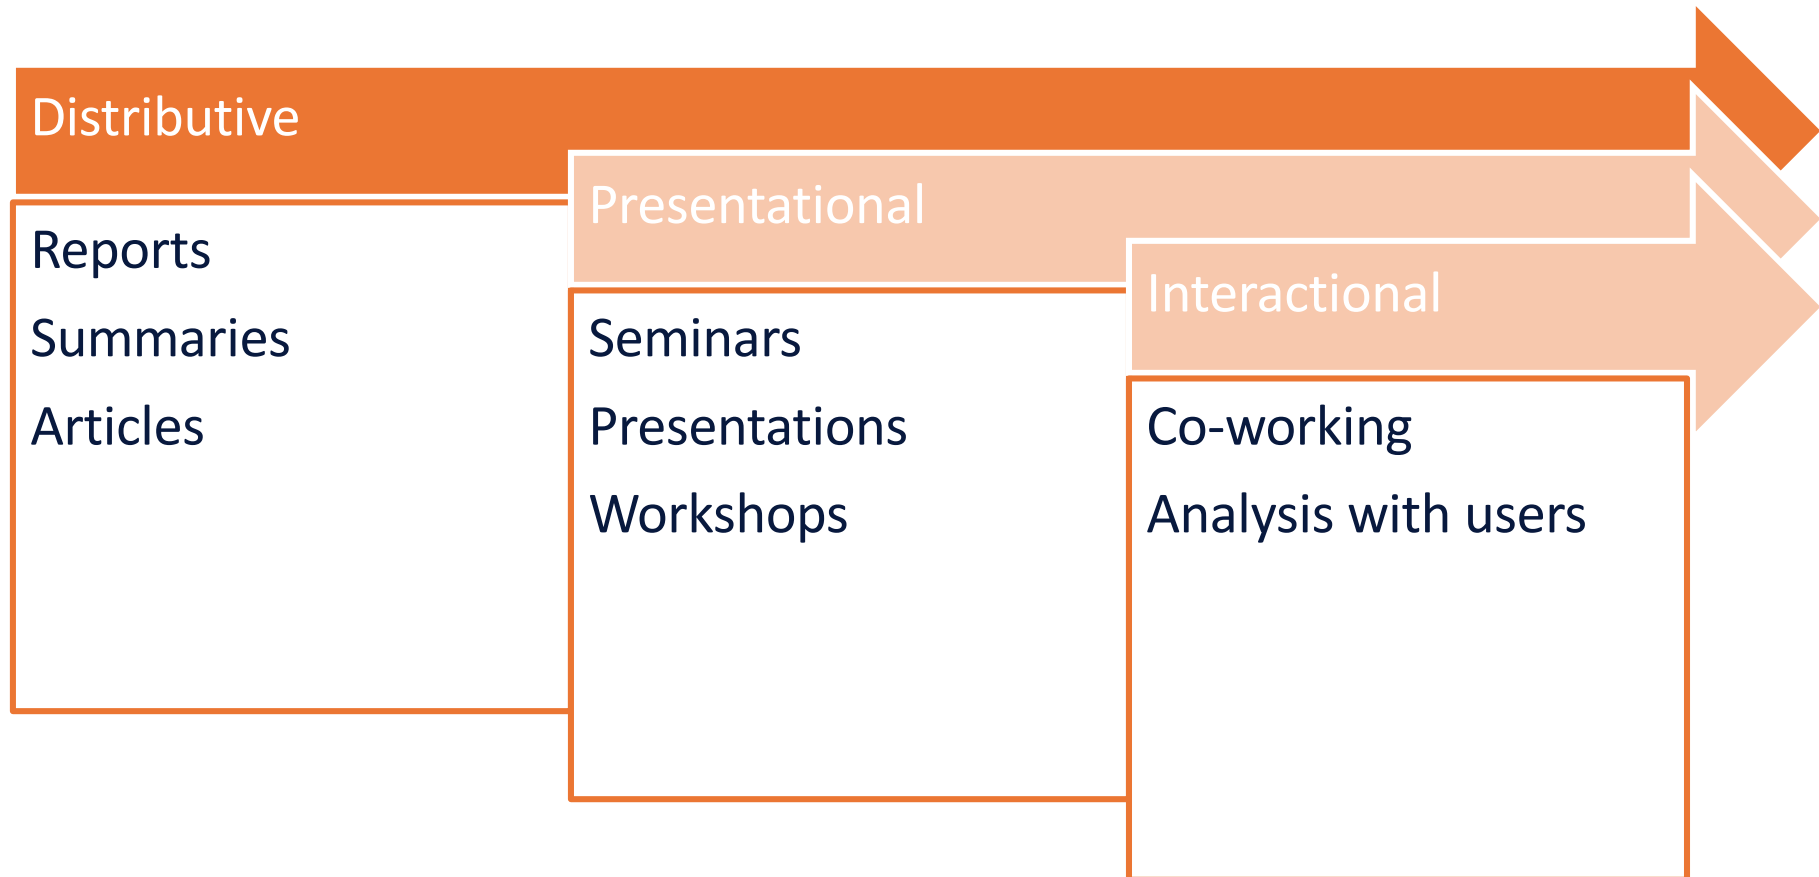 Distributive
Reports
Summaries
Articles
Presentational
Seminars
Presentations
Workshops
Interactional
Co-working
Analysis with users